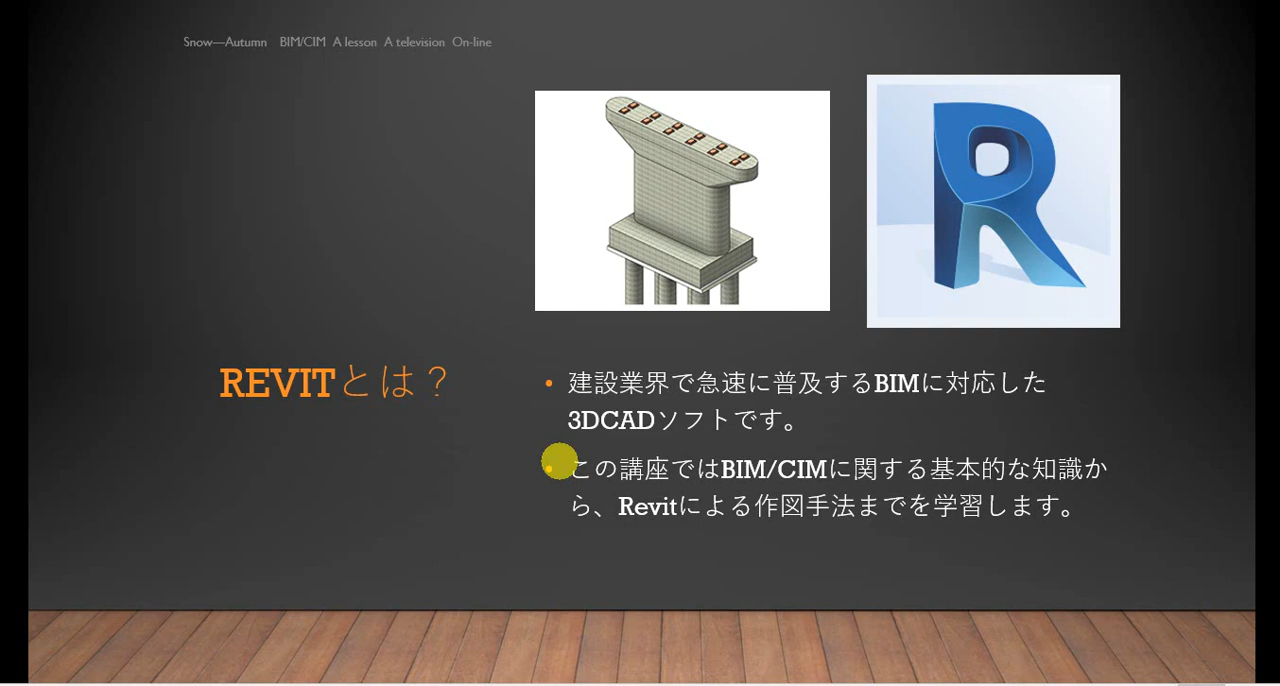 Snow—Autumn BIM/CIM A lesson A television On-line
REVITとは？
建設業界で急速に普及するBIMに対応した
3DCADソフトです。
この講座ではBIM/CIMに関する基本的な知識か
ら、Revitによる作図手法までを学習します。